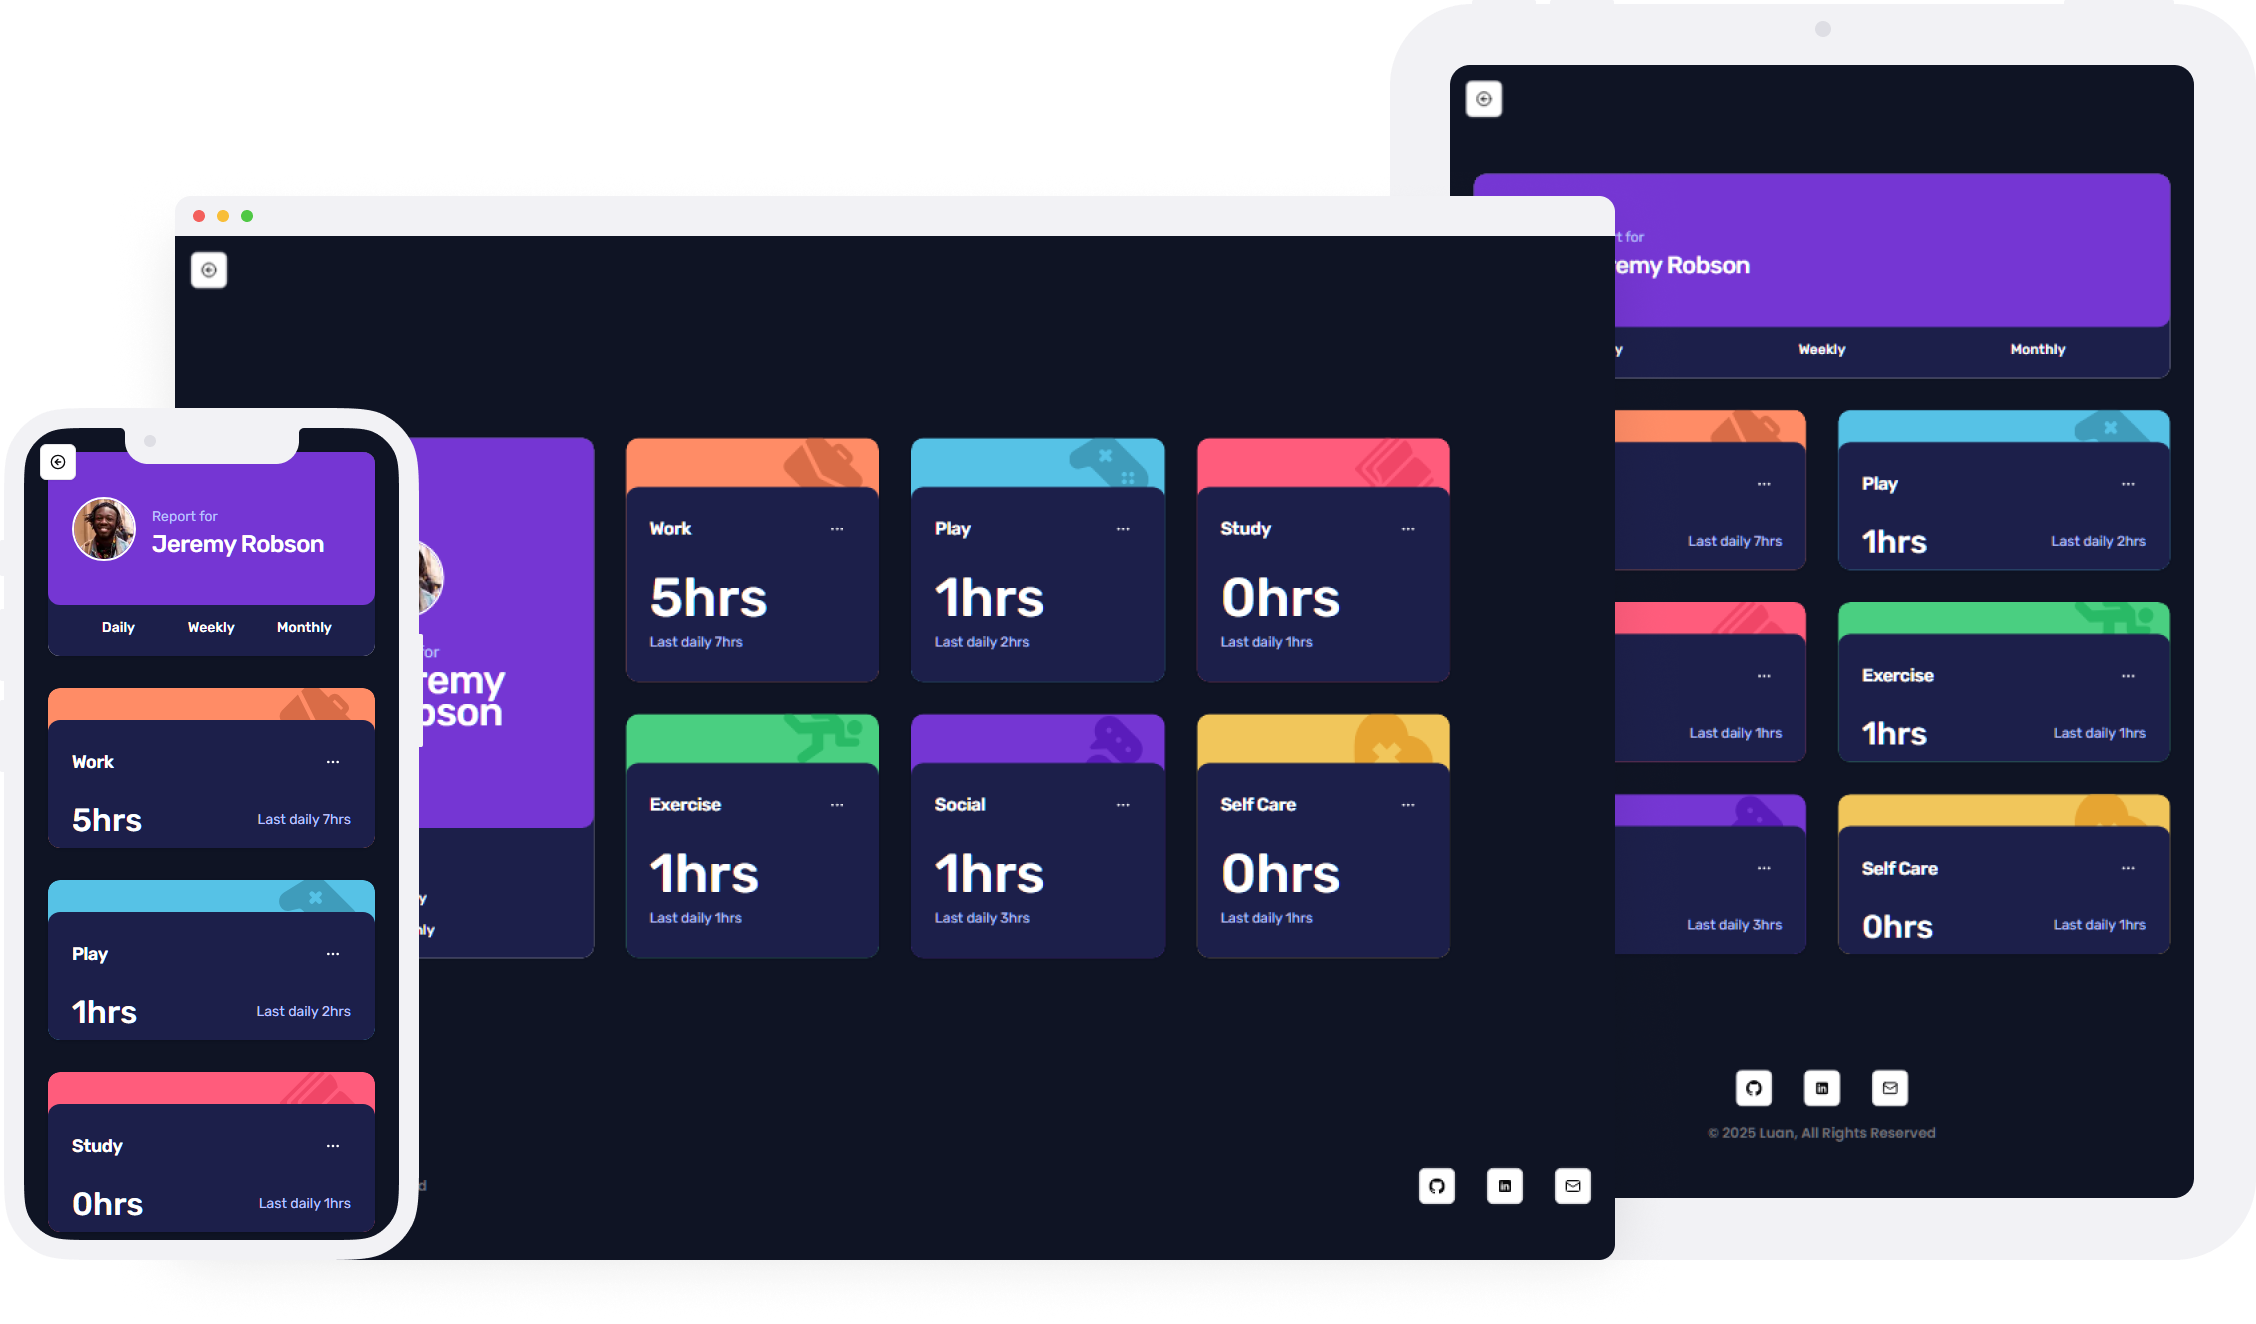 Report for
Jeremy Robson
Daily Weekly Monthly
Work
5hrs
Last daily 7hrs
Play
1hrs
Last daily 2hrs
Study
0hrs
Last daily 1hrs
Work
5hrs
Last daily 7hrs
Play
1hrs
Last daily 2hrs
Study
0hrs
Last daily 1hrs
Exercise
1hrs
Last daily 1hrs
Social
1hrs
Last daily 3hrs
Self Care
0hrs
Last daily 1hrs
t for
remy Robson
Weekly Monthly
Last daily 7hrs
Play
1hrs
Last daily 2hrs
Last daily 1hrs
Exercise
1hrs
Last daily 1hrs
Last daily 3hrs
Self Care
0hrs
Last daily 1hrs
© 2025 Luan, All Rights Reserved